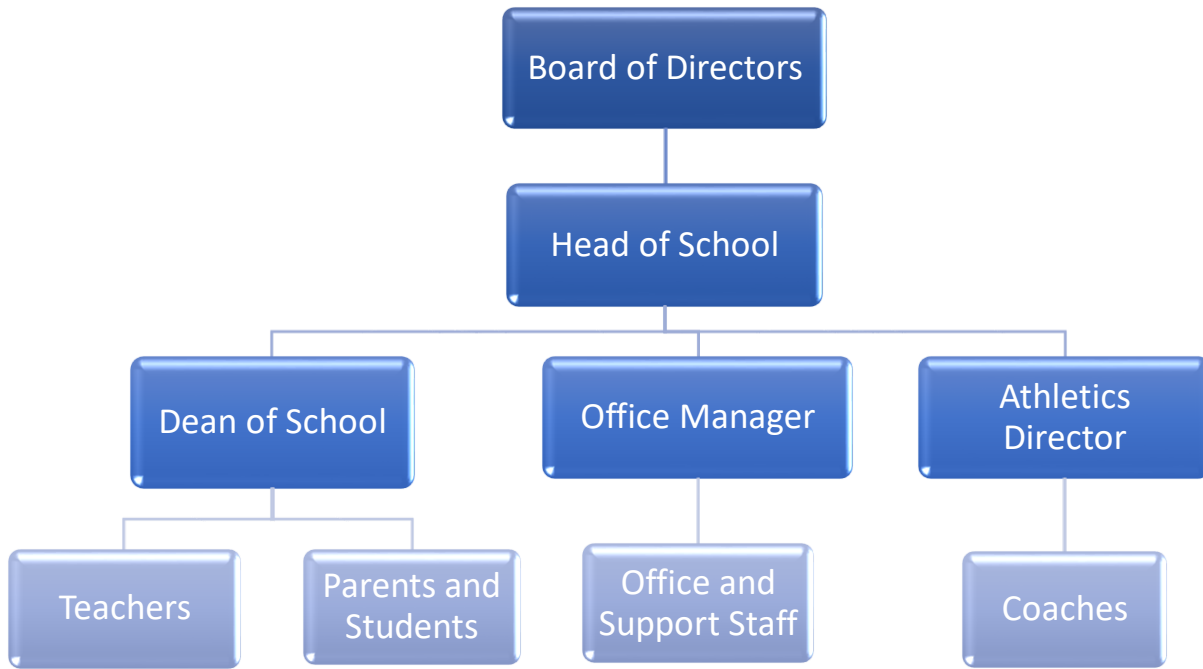 Board of Directors
Head of School
Dean of School
Office Manager
Athletics
Director
Teachers
Parents and
Students
Office and
Support Staff
Coaches